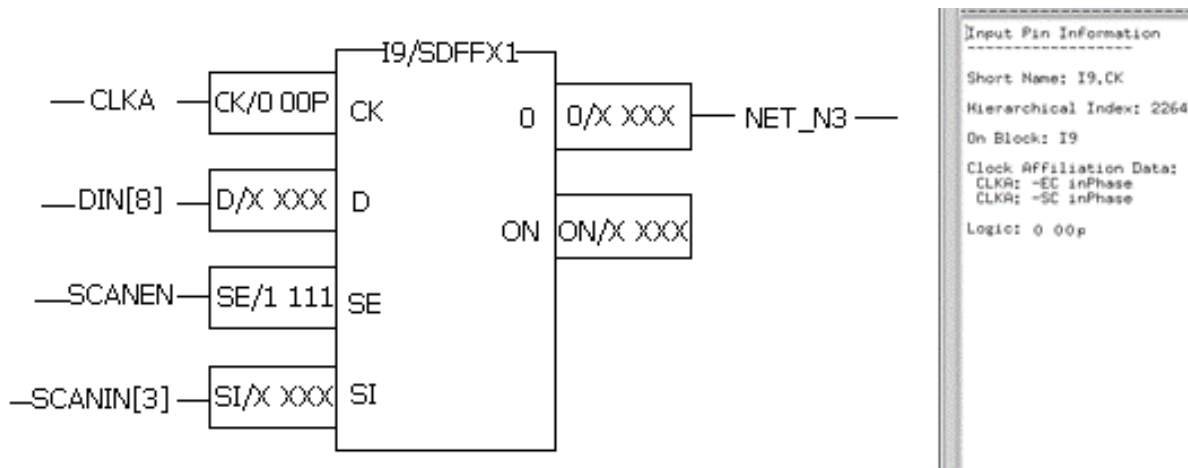 I9/SDFFX1
CLKA
CK/0 00P
CK
0
0/X XXX
NET_N3
DIN[8]
D/X XXX
D
ON
ON/X XXX
SCANEN
SE/1 111
SE
SCANIN[3]
SI/X XXX
SI
Input Pin Information
------------------
Short Name: I9.CK
Hierarchical Index: 2264
On Block: I9
Clock Affiliation Data:
CLKA: -EC inPhase
CLKA: -SC inPhase
Logic: 0 00p